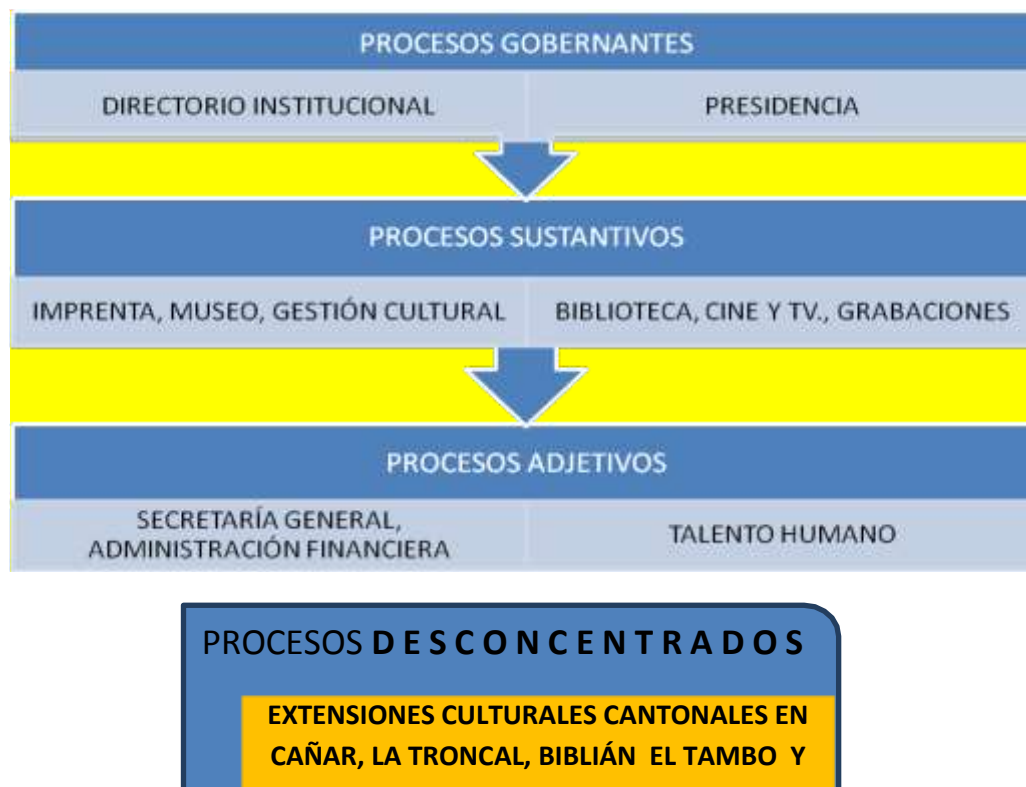 PROCESOS GOBERNANTES
DIRECTORIO INSTITUCIONAL
PRESIDENCIA
PROCESOS SUSTANTIVOS
IMPRENTA, MUSEO, GESTIÓN CULTURAL
BIBLIOTECA, CINE Y TV., GRABACIONES
PROCESOS ADJETIVOS
SECRETARÍA GENERAL,
ADMINISTRACIÓN FINANCIERA
TALENTO HUMANO
PROCESOS D E S C O N C E N T R A D O S
EXTENSIONES CULTURALES CANTONALES EN
CAÑAR, LA TRONCAL, BIBLIÁN EL TAMBO Y